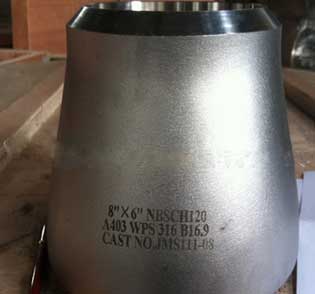 8"×6" NBSCH120
A403 WPS 316 B16.9
CAST NO.JMS111-08